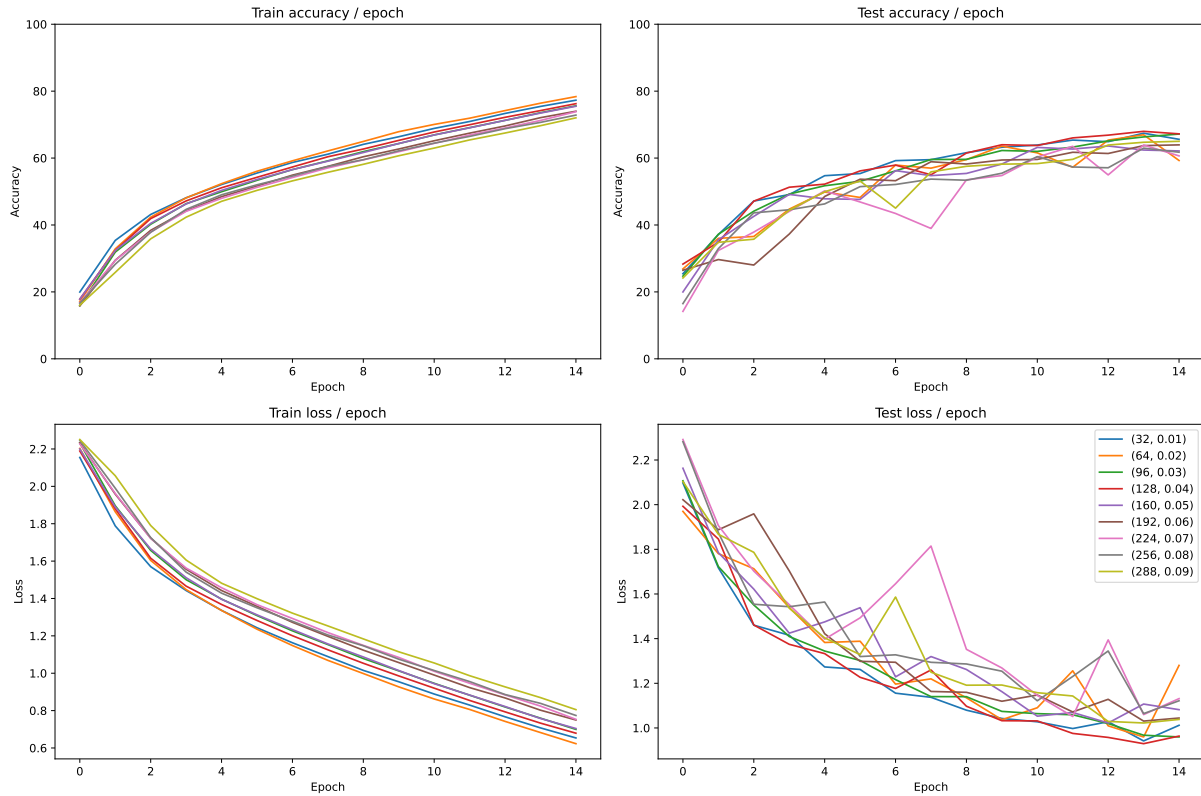 Train accuracy / epoch
Test accuracy / epoch
Accuracy
100
80
60
40
20
0
0 2 4 6 8 10 12 14
Epoch
Accuracy
100
80
60
40
20
0
0 2 4 6 8 10 12 14
Epoch
Train loss / epoch
Test loss / epoch
Loss
2.2
2.0
1.8
1.6
1.4
1.2
1.0
0.8
0.6
0 2 4 6 8 10 12 14
Epoch
Loss
2.2
2.0
1.8
1.6
1.4
1.2
1.0
0 2 4 6 8 10 12 14
Epoch
(32, 0.01)
(64, 0.02)
(96, 0.03)
(128, 0.04)
(160, 0.05)
(192, 0.06)
(224, 0.07)
(256, 0.08)
(288, 0.09)